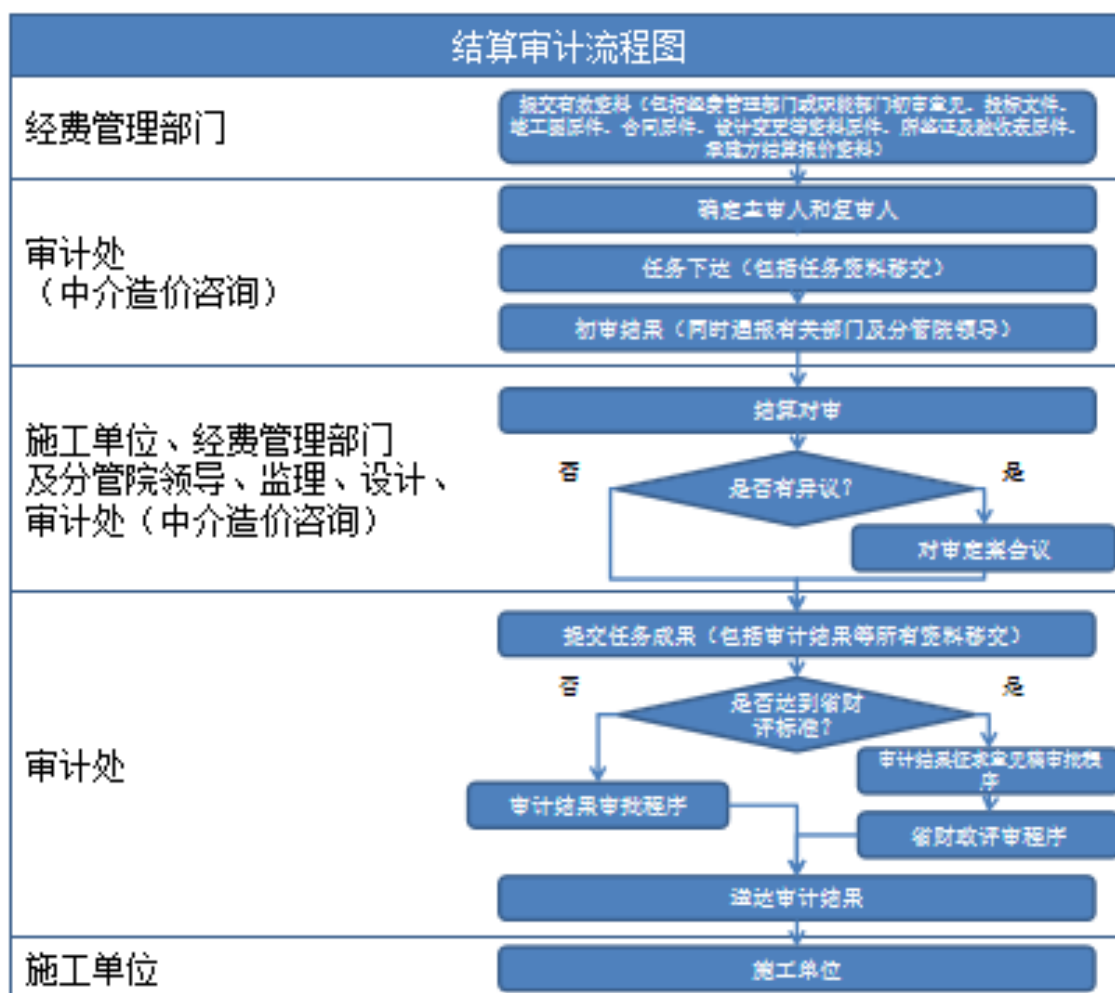 结算审计流程图
经费管理部门
提交有效资料（包括经费管理部门或职能部门初审意见、投标文件、
竣工图原件、合同原件、设计变更等资料原件、所签证及验收表原件、
承建方结算报价资料）
审计处
（中介造价咨询）
确定主审人和复审人
任务下达（包括任务资料移交）
初审结果（同时通报有关部门及分管院领导）
施工单位、经费管理部门
及分管院领导、监理、设计、
审计处（中介造价咨询）
结算对审
否
是否有异议?
是
对审定案会议
审计处
提交任务成果（包括审计结果等所有资料移交）
否
是否达到省财
评标准?
是
审计结果征求意见稿审批程
序
审计结果审批程序
省财政评审程序
送达审计结果
施工单位
施工单位